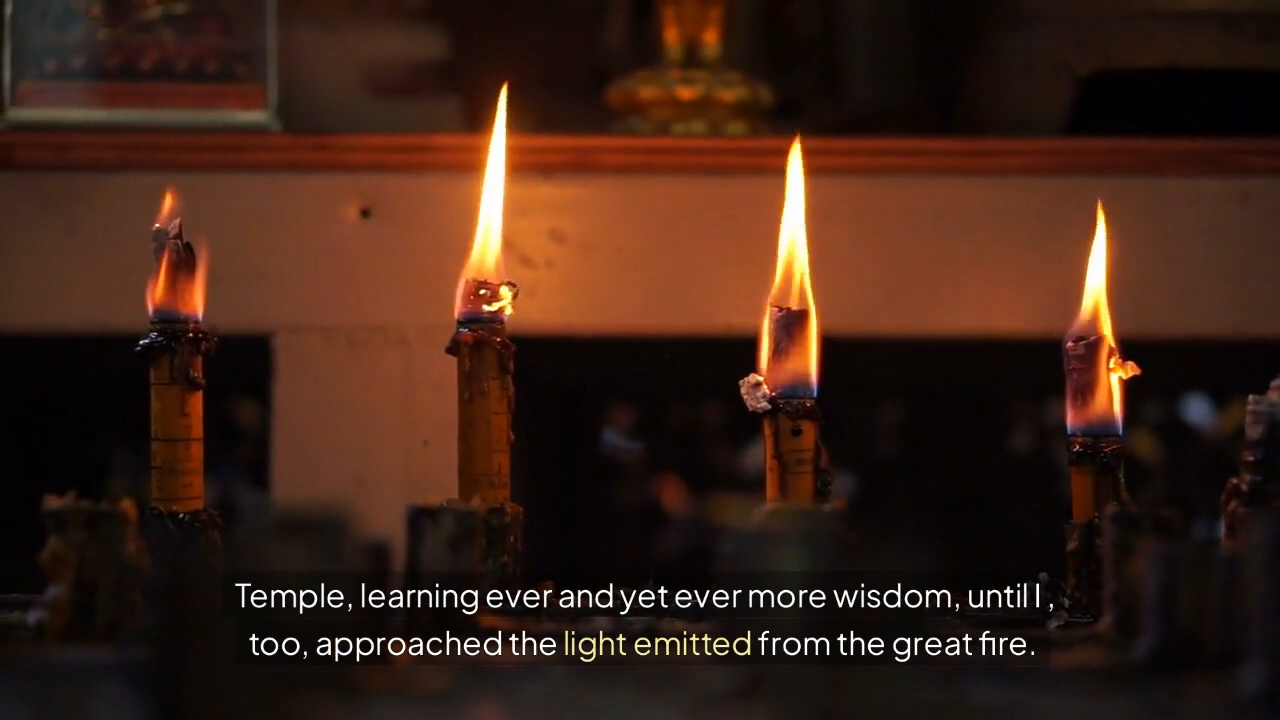 Temple, learning ever and yet ever more wisdom, until I ,
too, approached the light emitted from the great fire.